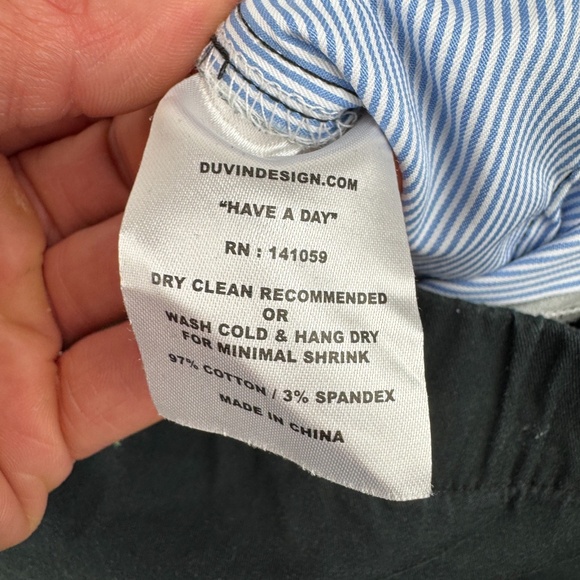 DUVINDESIGN.COM
"HAVE A DAY"
RN : 141059
DRY CLEAN RECOMMENDED
OR
WASH COLD & HANG DRY
FOR MINIMAL SHRINK
97% COTTON / 3% SPANDEX
MADE IN CHINA